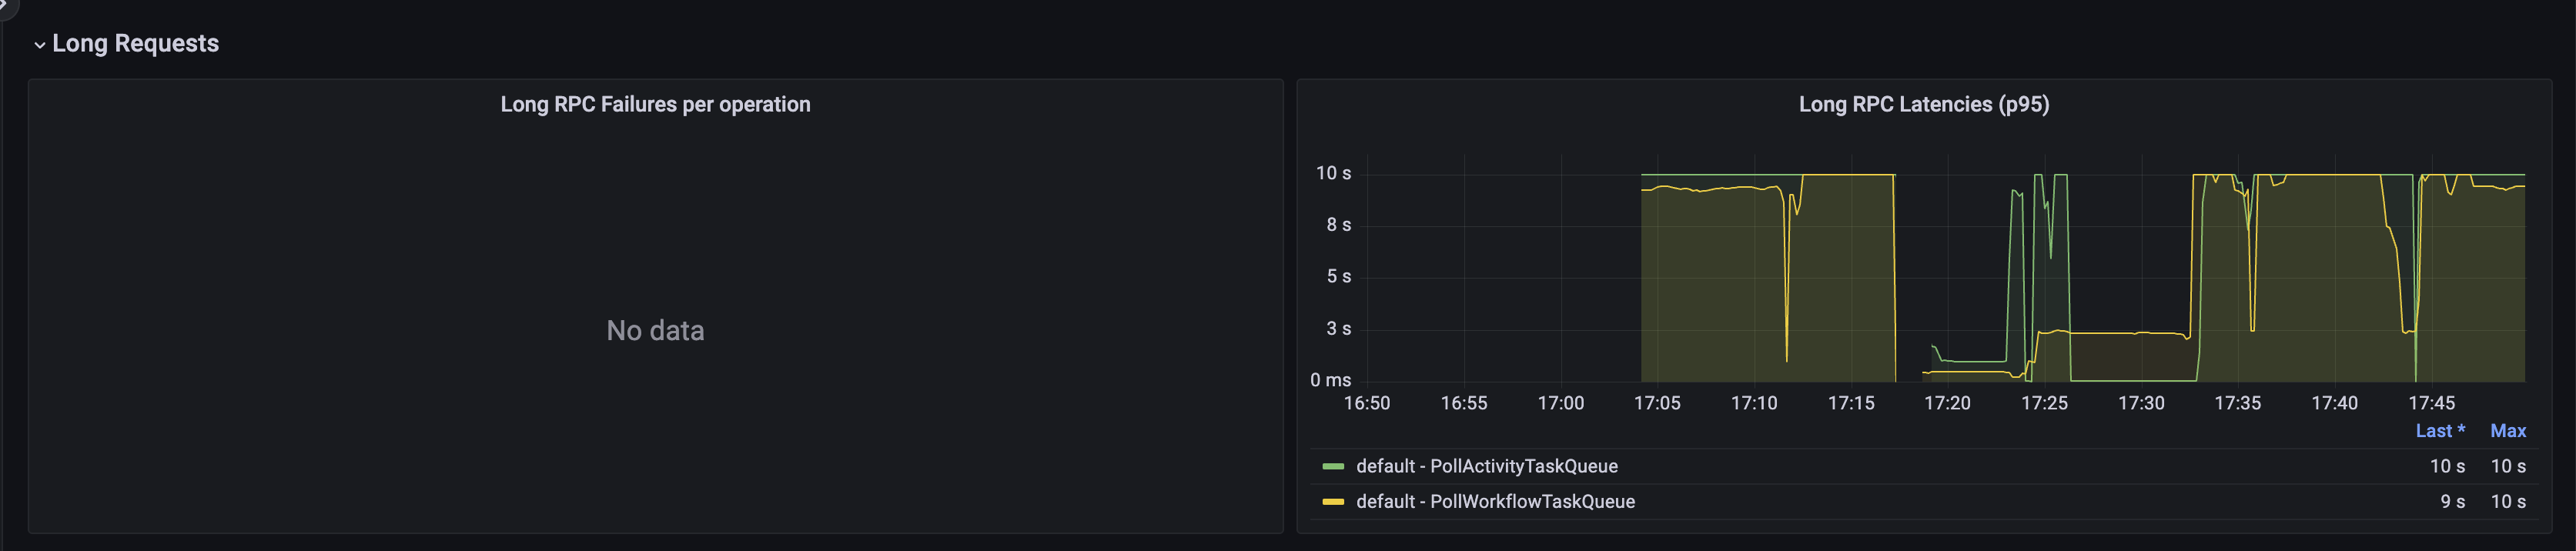 Long Requests
Long RPC Failures per operation
No data
Long RPC Latencies (p95)
10 s
8 s
5 s
3 s
0 ms
16:50 16:55 17:00 17:05 17:10 17:15 17:20 17:25 17:30 17:35 17:40 17:45
Last * Max
default - PollActivityTaskQueue 10 s 10 s
default - PollWorkflowTaskQueue 9 s 10 s